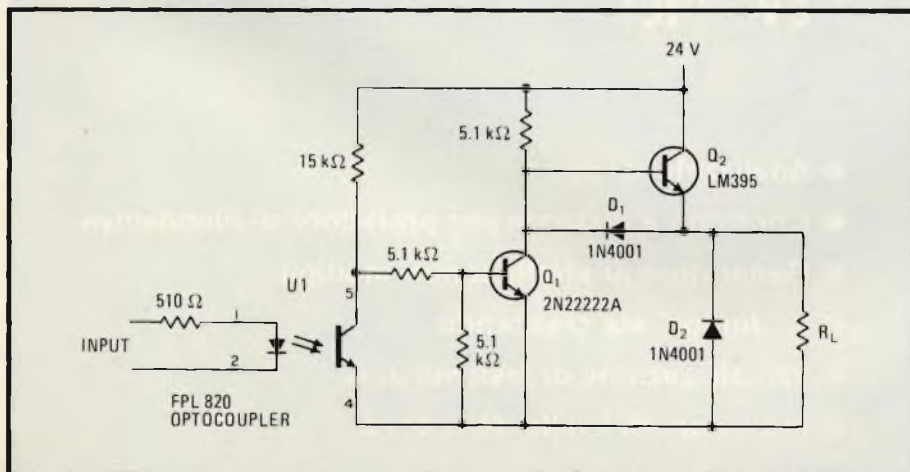 24 V
5.1 kΩ
15 kΩ
Q2
LM395
D1
1N4001
5.1 kΩ
Q1
2N22222A
U1
5
510 Ω
1
INPUT
2
5.1
kΩ
D2
1N4001
RL
4
FPL 820
OPTOCOUPLER